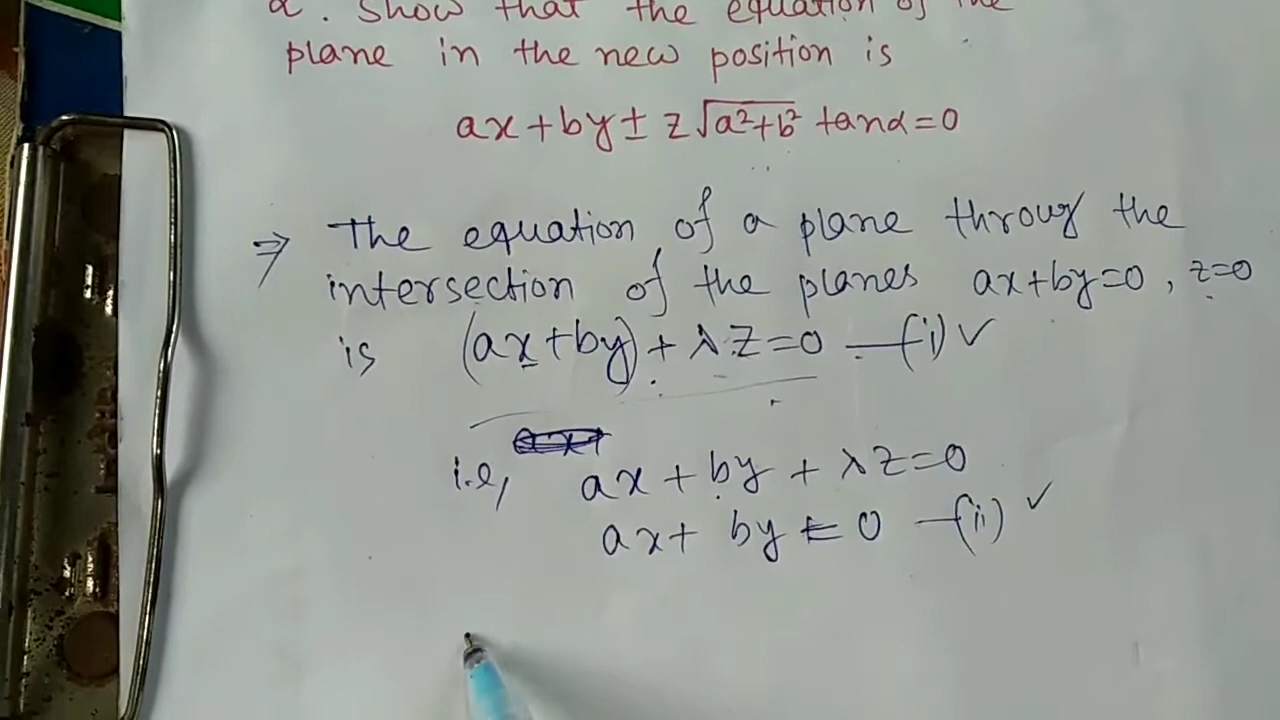 α. Show that the equation of the
plane in the new position is
ax+by± z√a²+b² tanα=0
⇒ The equation of a plane throug the
intersection of the planes ax+by=0, z=0
is (ax+by)+λz=0 —(i) ✓
i.e, ax+by+λz=0
ax+ by = 0 —(ii) ✓